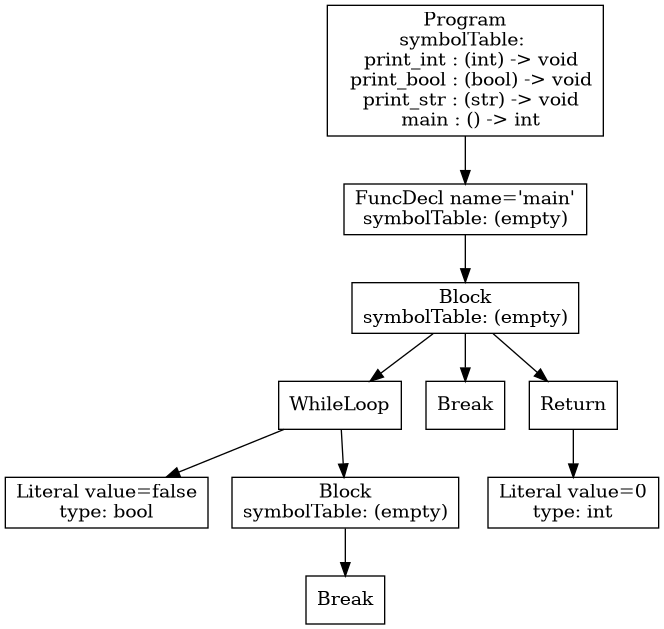 Program
symbolTable:
print_int : (int) -> void
print_bool : (bool) -> void
print_str : (str) -> void
main : () -> int
FuncDecl name='main'
symbolTable: (empty)
Block
symbolTable: (empty)
WhileLoop
Break
Return
Literal value=false
type: bool
Block
symbolTable: (empty)
Literal value=0
type: int
Break